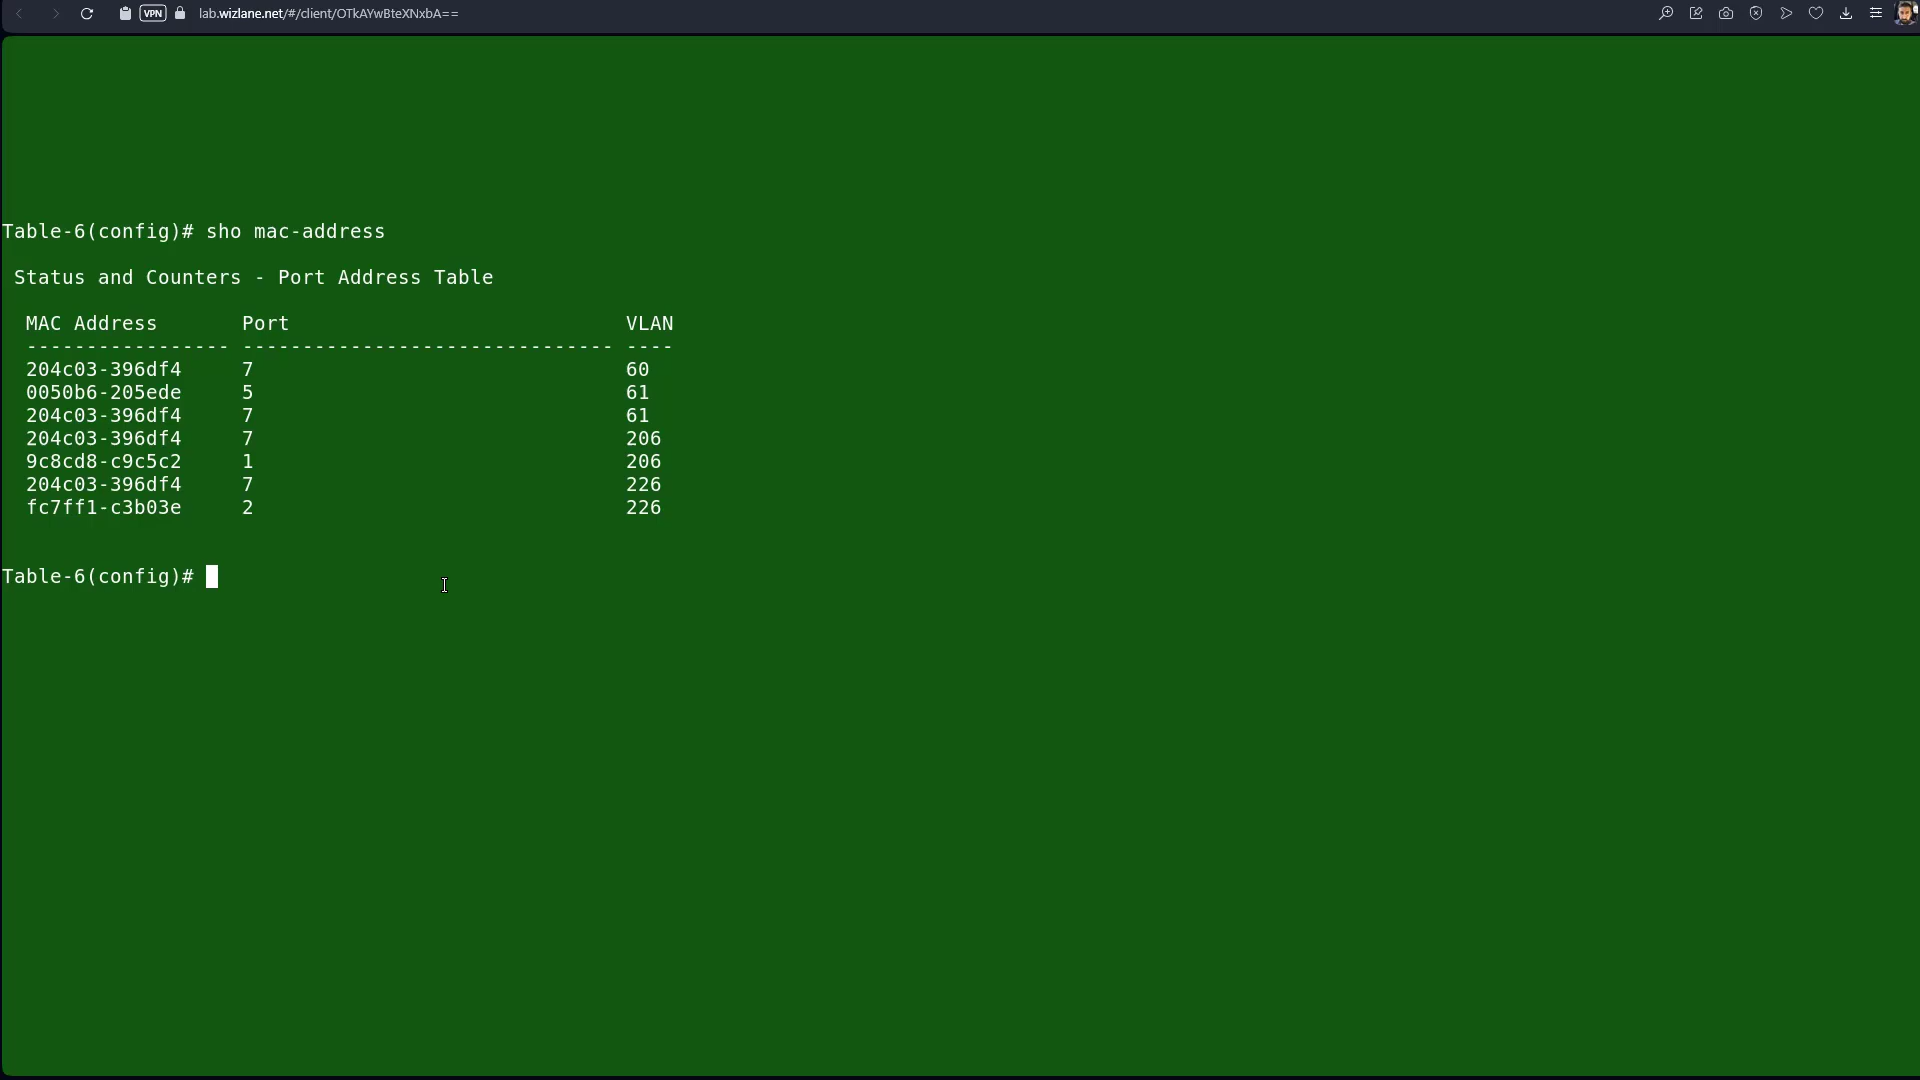 VPN lab.wizlane.net/#/client/OTkAYwBteXNxbA==
Table-6(config)# sho mac-address
Status and Counters - Port Address Table
MAC Address       Port                            VLAN
----------------- ------------------------------- ----
204c03-396df4     7                               60
0050b6-205ede     5                               61
204c03-396df4     7                               61
204c03-396df4     7                               206
9c8cd8-c9c5c2     1                               206
204c03-396df4     7                               226
fc7ff1-c3b03e     2                               226
Table-6(config)#